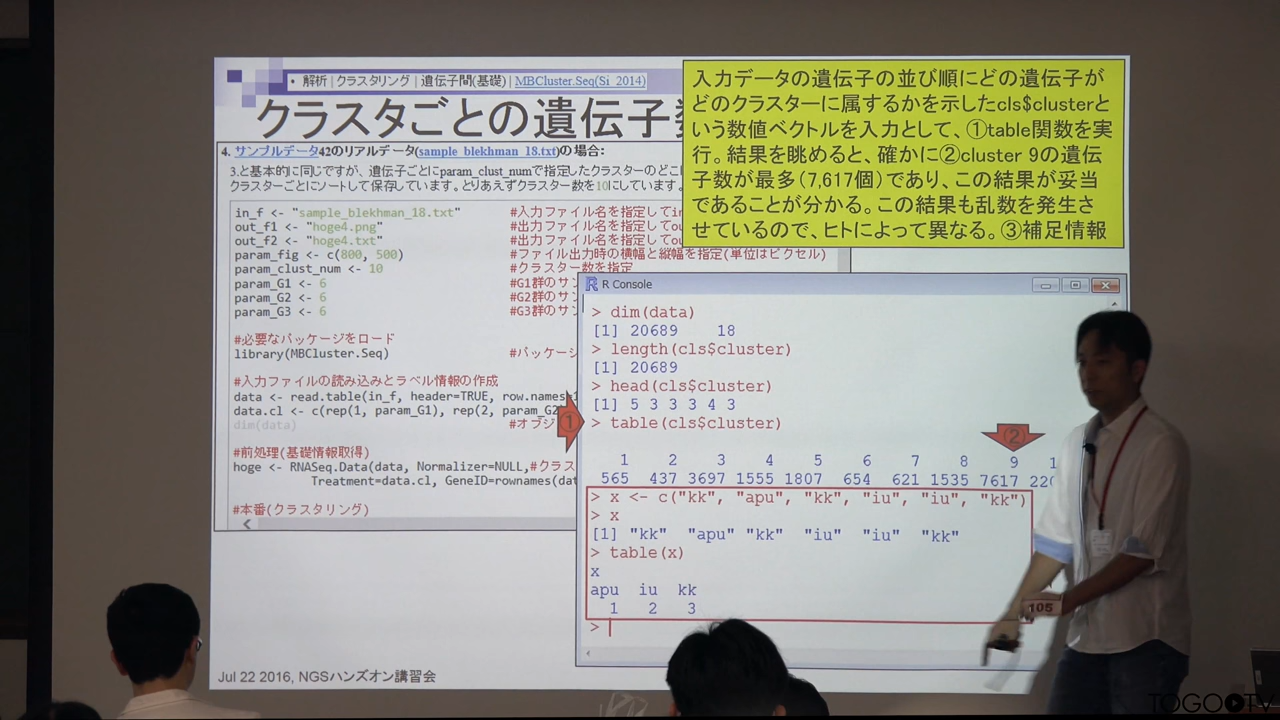 • 解析 | クラスタリング | 遺伝子間(基礎) | MBCluster.Seq(Si_2014)
クラスタごとの遺伝子
入力データの遺伝子の並び順にどの遺伝子が
どのクラスターに属するかを示したcls$clusterと
いう数値ベクトルを入力として、①table関数を実
行。結果を眺めると、確かに②cluster 9の遺伝
子数が最多（7,617個）であり、この結果が妥当
であることが分かる。この結果も乱数を発生さ
せているので、ヒトによって異なる。③補足情報
4. サンプルデータ42のリアルデータ(sample_blekhman_18.txt)の場合:
3.と基本的に同じですが、遺伝子ごとにparam_clust_numで指定したクラスターのどこに
クラスターごとにソートして保存しています。とりあえずクラスター数を10にしています。
in_f <- "sample_blekhman_18.txt" #入力ファイル名を指定してin
out_f1 <- "hoge4.png" #出力ファイル名を指定してou
out_f2 <- "hoge4.txt" #出力ファイル名を指定してou
param_fig <- c(800, 500) #ファイル出力時の横幅と縦幅を指定(単位はピクセル)
param_clust_num <- 10 #クラスター数を指定
param_G1 <- 6 #G1群のサン
param_G2 <- 6 #G2群のサン
param_G3 <- 6 #G3群のサン
#必要なパッケージをロード
library(MBCluster.Seq) #パッケージ
#入力ファイルの読み込みとラベル情報の作成
data <- read.table(in_f, header=TRUE, row.names=1
data.cl <- c(rep(1, param_G1), rep(2, param_G2
dim(data) #オブジ
#前処理(基礎情報取得)
hoge <- RNASeq.Data(data, Normalizer=NULL,#クラス
Treatment=data.cl, GeneID=rownames(dat
#本番(クラスタリング)
R Console
> dim(data)
[1] 20689 18
> length(cls$cluster)
[1] 20689
> head(cls$cluster)
[1] 5 3 3 3 4 3
> table(cls$cluster)
①
②
1 2 3 4 5 6 7 8 9 1
565 437 3697 1555 1807 654 621 1535 7617 220
> x <- c("kk", "apu", "kk", "iu", "iu", "kk")
> x
[1] "kk" "apu" "kk" "iu" "iu" "kk"
> table(x)
x
apu iu kk
1 2 3
>
105
Jul 22 2016, NGSハンズオン講習会
TOGOTV